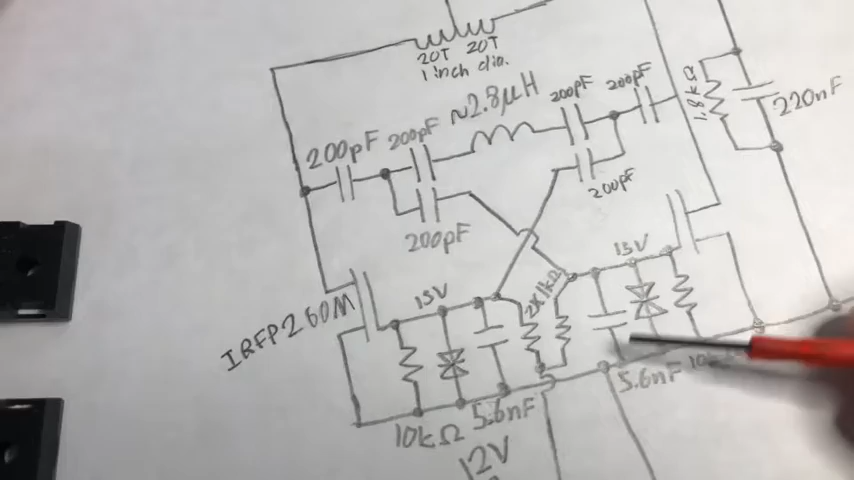 20T 20T
1 inch dia.
~2.8μH
200pF
200pF
200pF
200pF
1.8kΩ
220nF
200pF
200pF
15V
2x1kΩ
15V
IRFP260M
5.6nF
10k
5.6nF
10kΩ
12V